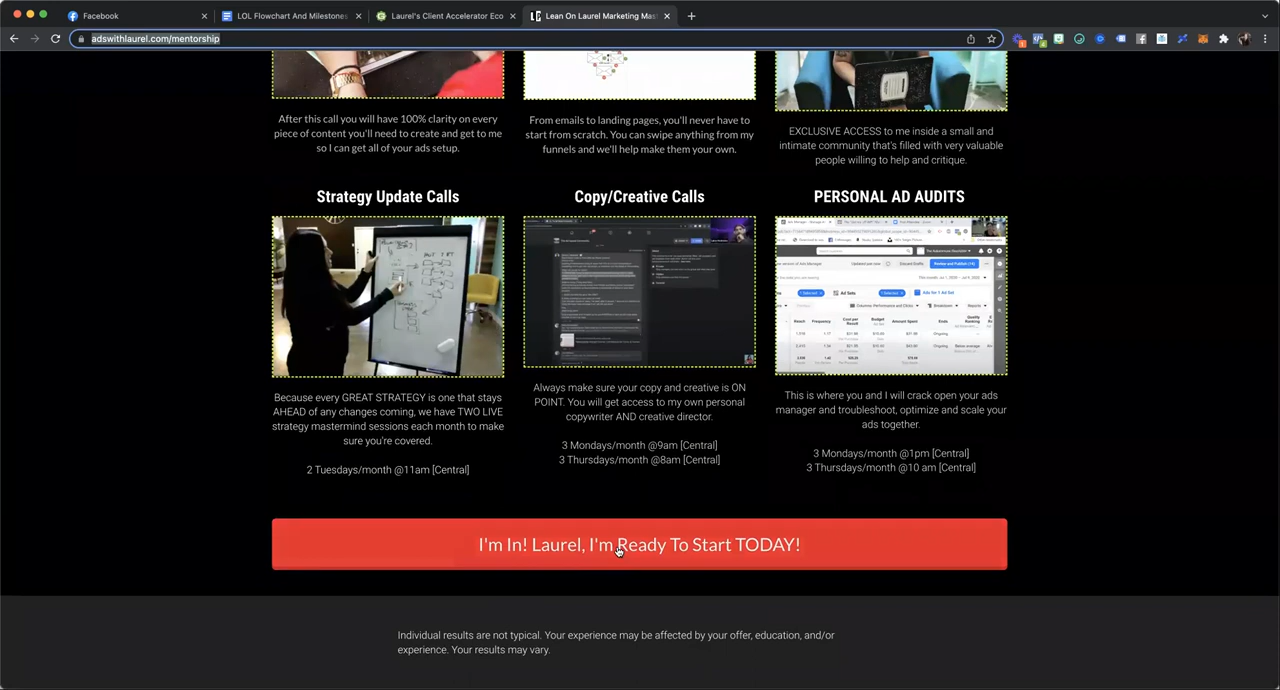 Facebook
LOL Flowchart And Milestones
Laurel's Client Accelerator Eco
Lean On Laurel Marketing Mas
adswithlaurel.com/mentorship
After this call you will have 100% clarity on every
piece of content you'll need to create and get to me
so I can get all of your ads setup.
From emails to landing pages, you'll never have to
start from scratch. You can swipe anything from my
funnels and we'll help make them your own.
EXCLUSIVE ACCESS to me inside a small and
intimate community that's filled with very valuable
people willing to help and critique.
Strategy Update Calls
Because every GREAT STRATEGY is one that stays
AHEAD of any changes coming, we have TWO LIVE
strategy mastermind sessions each month to make
sure you're covered.
2 Tuesdays/month @11am [Central]
Copy/Creative Calls
Always make sure your copy and creative is ON
POINT. You will get access to my own personal
copywriter AND creative director.
3 Mondays/month @9am [Central]
3 Thursdays/month @8am [Central]
PERSONAL AD AUDITS
This is where you and I will crack open your ads
manager and troubleshoot, optimize and scale your
ads together.
3 Mondays/month @1pm [Central]
3 Thursdays/month @10 am [Central]
I'm In! Laurel, I'm Ready To Start TODAY!
Individual results are not typical. Your experience may be affected by your offer, education, and/or
experience. Your results may vary.